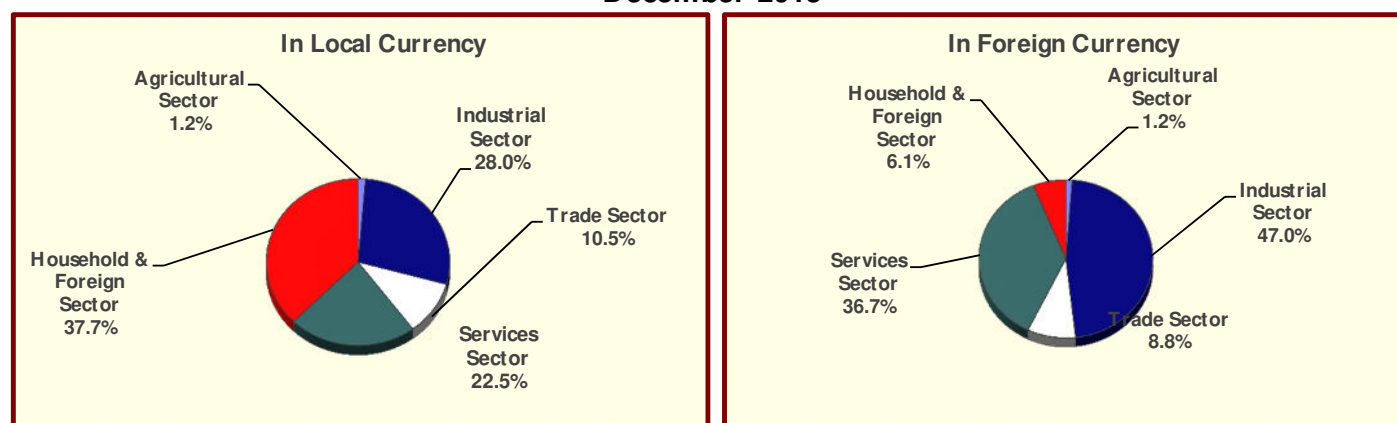 In Local Currency
Agricultural
Sector
1.2%
Industrial
Sector
28.0%
Trade Sector
10.5%
Household &
Foreign
Sector
37.7%
Services
Sector
22.5%
In Foreign Currency
Household &
Foreign
Sector
6.1%
Agricultural
Sector
1.2%
Industrial
Sector
47.0%
Services
Sector
36.7%
Trade Sector
8.8%